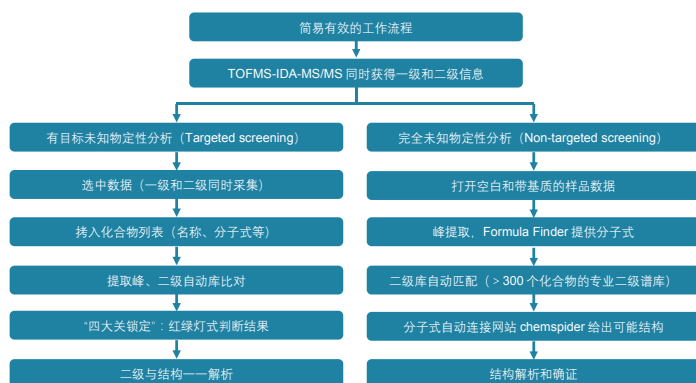 简易有效的工作流程
TOFMS-IDA-MS/MS 同时获得一级和二级信息
有目标未知物定性分析（Targeted screening）
选中数据（一级和二级同时采集）
拷入化合物列表（名称、分子式等）
提取峰、二级自动库比对
“四大关锁定”：红绿灯式判断结果
二级与结构一一解析
完全未知物定性分析（Non-targeted screening）
打开空白和带基质的样品数据
峰提取，Formula Finder 提供分子式
二级库自动匹配（＞300 个化合物的专业二级谱库）
分子式自动连接网站 chemspider 给出可能结构
结构解析和确证